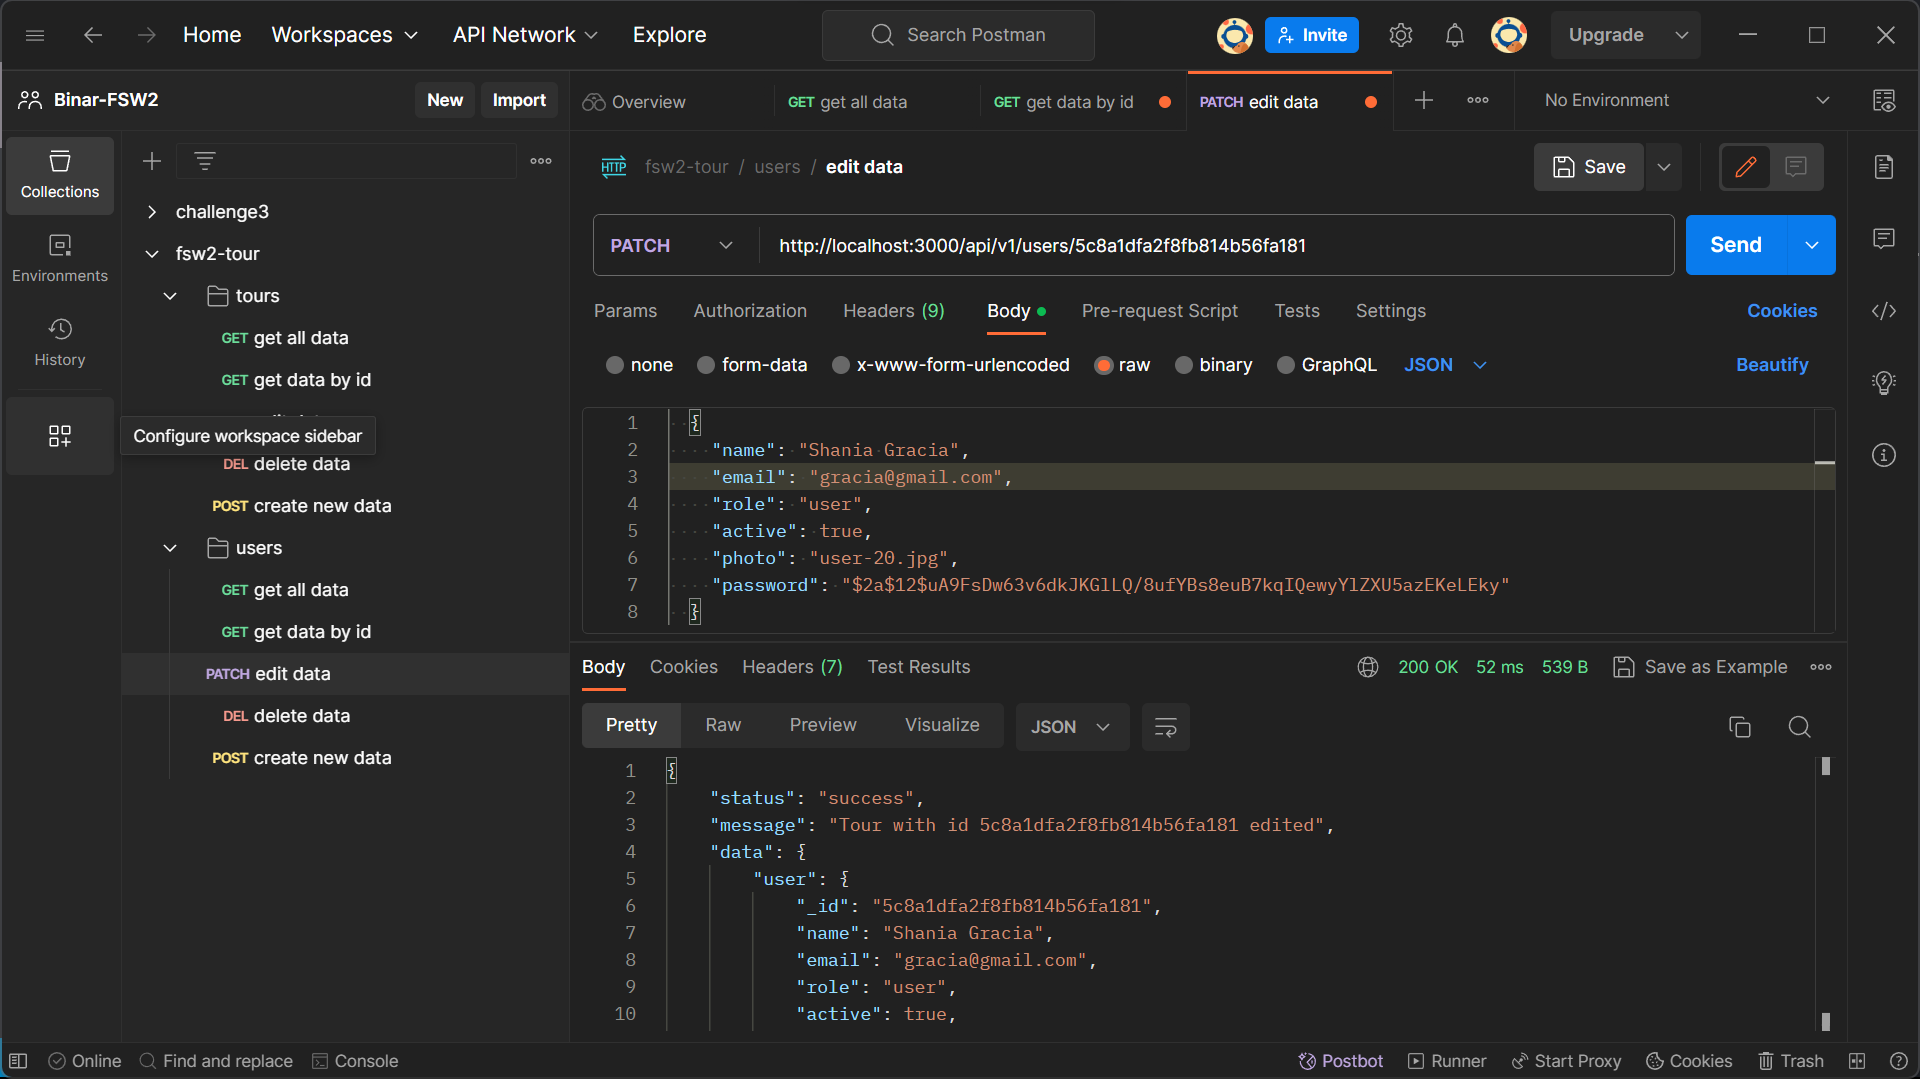 Home Workspaces API Network Explore Search Postman Invite Upgrade
Binar-FSW2 New Import
Overview GET get all data GET get data by id PATCH edit data No Environment
Collections
Environments
History
challenge3
fsw2-tour
tours
GET get all data
GET get data by id
Configure workspace sidebar
DEL delete data
POST create new data
users
GET get all data
GET get data by id
PATCH edit data
DEL delete data
POST create new data
HTTP fsw2-tour / users / edit data Save
PATCH http://localhost:3000/api/v1/users/5c8a1dfa2f8fb814b56fa181 Send
Params Authorization Headers (9) Body Pre-request Script Tests Settings Cookies
none form-data x-www-form-urlencoded raw binary GraphQL JSON Beautify
1 {
2 "name": "Shania Gracia",
3 "email": "gracia@gmail.com",
4 "role": "user",
5 "active": true,
6 "photo": "user-20.jpg",
7 "password": "$2a$12$uA9FsDw63v6dkJKGlLQ/8ufYBs8euB7kqIQewyYlZXU5azEKeLEky"
8 }
Body Cookies Headers (7) Test Results 200 OK 52 ms 539 B Save as Example
Pretty Raw Preview Visualize JSON
1 {
2 "status": "success",
3 "message": "Tour with id 5c8a1dfa2f8fb814b56fa181 edited",
4 "data": {
5 "user": {
6 "_id": "5c8a1dfa2f8fb814b56fa181",
7 "name": "Shania Gracia",
8 "email": "gracia@gmail.com",
9 "role": "user",
10 "active": true,
Online Find and replace Console Postbot Runner Start Proxy Cookies Trash